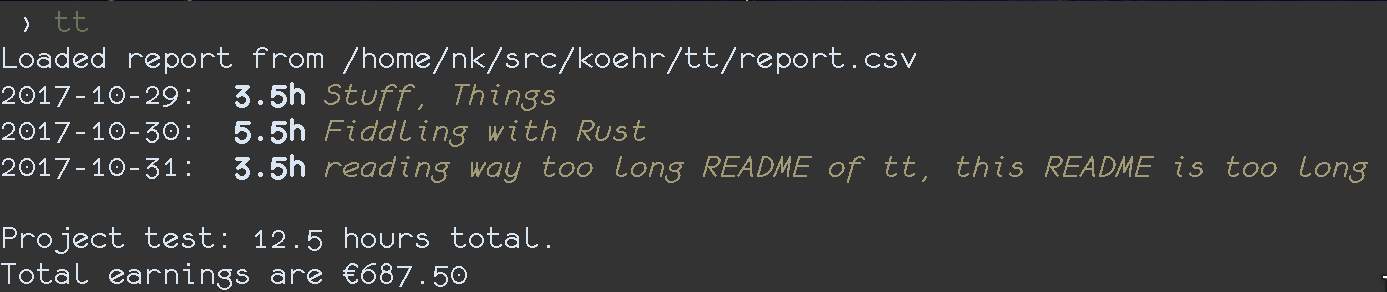 ❯ tt
Loaded report from /home/nk/src/koehr/tt/report.csv
2017-10-29:  3.5h Stuff, Things
2017-10-30:  5.5h Fiddling with Rust
2017-10-31:  3.5h reading way too long README of tt, this README is too long
Project test: 12.5 hours total.
Total earnings are €687.50